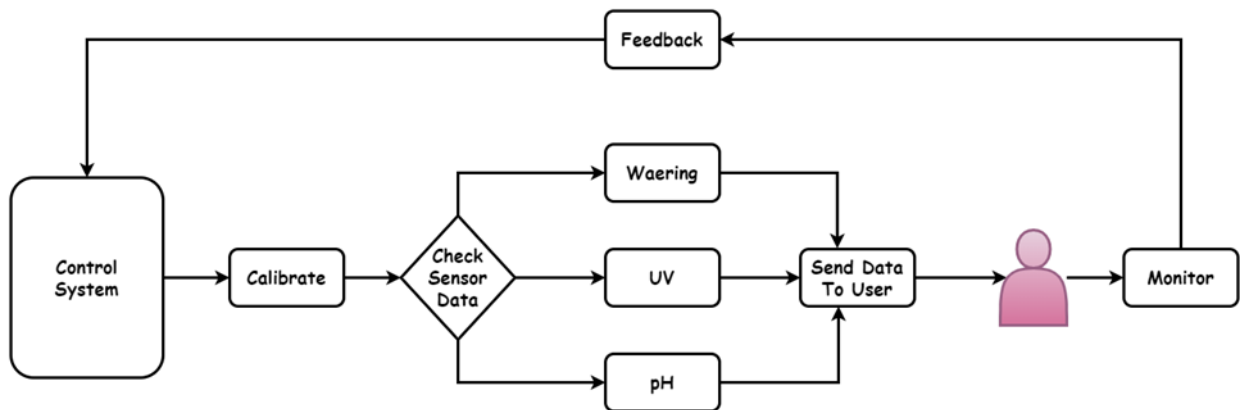 Feedback
Waering
Control
System
Calibrate
Check
Sensor
Data
UV
Send Data
To User
Monitor
pH